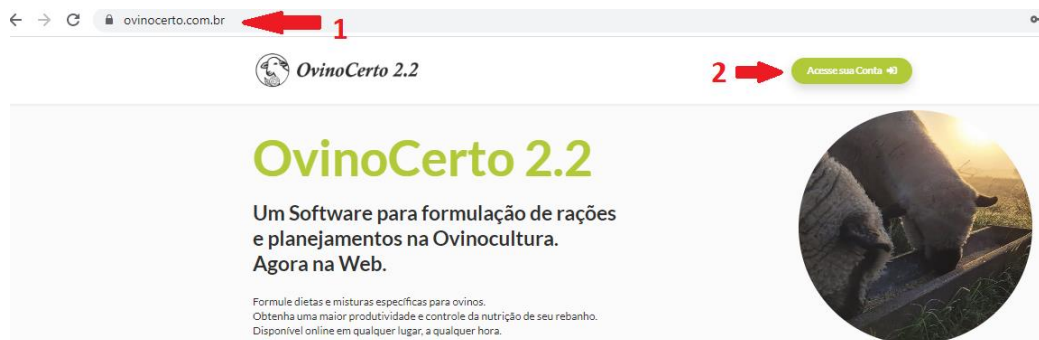 ovinocerto.com.br
1
OvinoCerto 2.2
2
Acesse sua Conta
OvinoCerto 2.2
Um Software para formulação de rações
e planejamentos na Ovinocultura.
Agora na Web.
Formule dietas e misturas específicas para ovinos.
Obtenha uma maior produtividade e controle da nutrição de seu rebanho.
Disponível online em qualquer lugar, a qualquer hora.